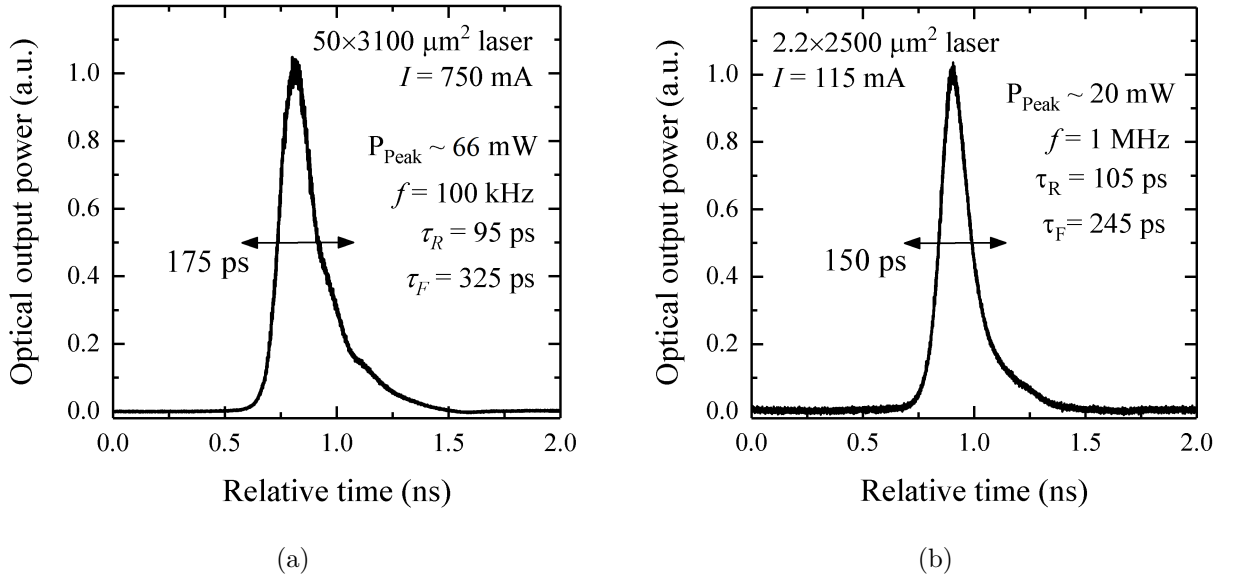 50×3100 μm² laser
I = 750 mA
P_Peak ~ 66 mW
f = 100 kHz
τ_R = 95 ps
τ_F = 325 ps
175 ps
Optical output power (a.u.)
1.0
0.8
0.6
0.4
0.2
0.0
0.0 0.5 1.0 1.5 2.0
Relative time (ns)
(a)
2.2×2500 μm² laser
I = 115 mA
P_Peak ~ 20 mW
f = 1 MHz
τ_R = 105 ps
τ_F= 245 ps
150 ps
Optical output power (a.u.)
1.0
0.8
0.6
0.4
0.2
0.0
0.0 0.5 1.0 1.5 2.0
Relative time (ns)
(b)